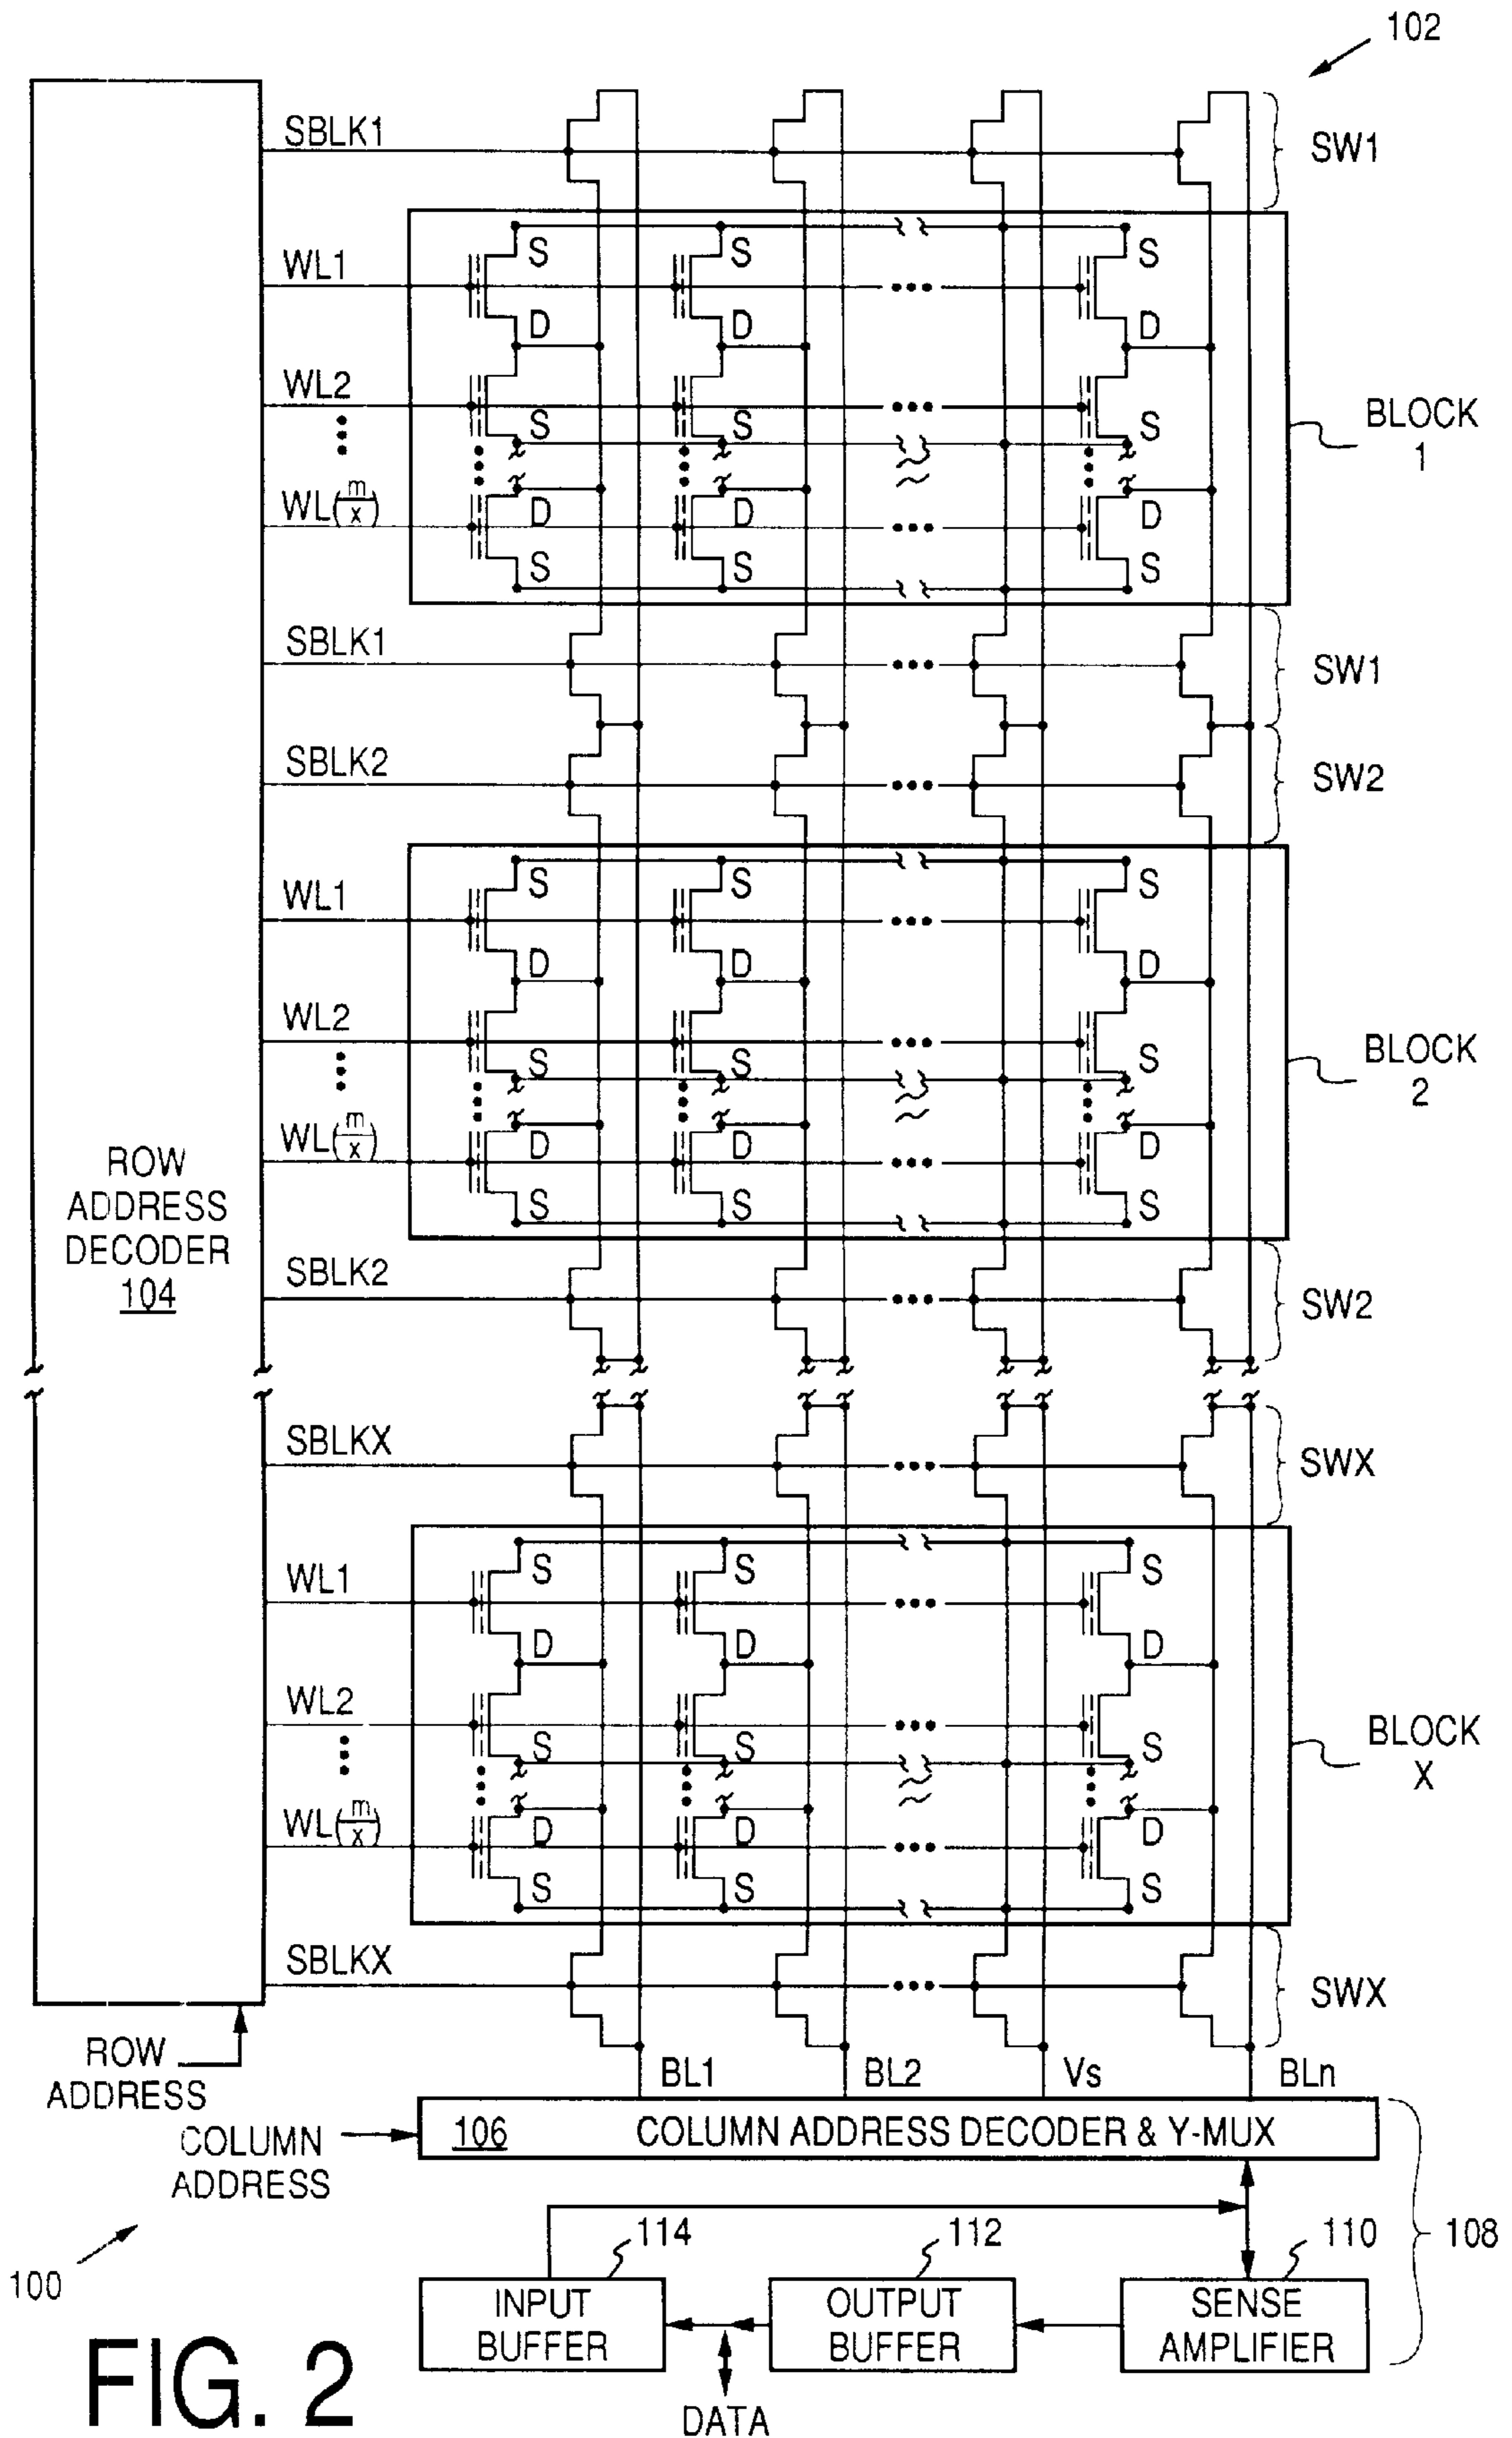 102
SBLK1
SW1
WL1
S S S
D D D
WL2
S S S
BLOCK
1
WL(m/x)
D D D
S S S
SBLK1
SW1
SBLK2
SW2
WL1
S S S
D D D
WL2
S S S
BLOCK
2
WL(m/x)
D D D
S S S
ROW
ADDRESS
DECODER
104
SBLK2
SW2
SBLKX
SWX
WL1
S S S
D D D
WL2
S S S
BLOCK
X
WL(m/x)
D D D
S S S
SBLKX
SWX
ROW
ADDRESS
BL1 BL2 Vs BLn
106 COLUMN ADDRESS DECODER & Y-MUX
COLUMN
ADDRESS
114 112 110 108
100
INPUT
BUFFER
OUTPUT
BUFFER
SENSE
AMPLIFIER
DATA
FIG. 2